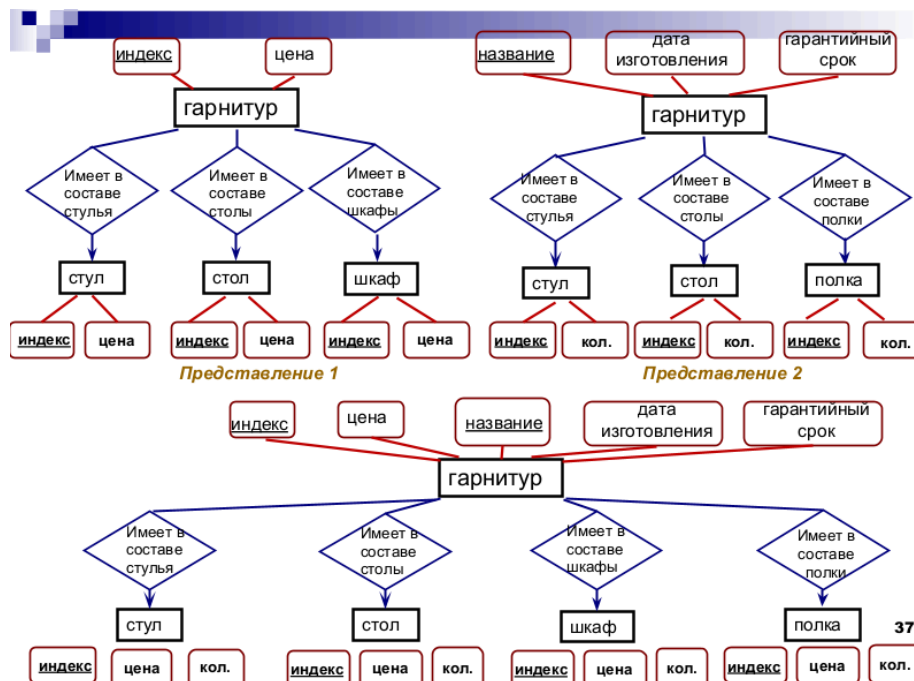 индекс
цена
название
дата
изготовления
гарантийный
срок
гарнитур
гарнитур
Имеет в
составе
стулья
Имеет в
составе
столы
Имеет в
составе
шкафы
Имеет в
составе
стулья
Имеет в
составе
столы
Имеет в
составе
полки
стул
стол
шкаф
стул
стол
полка
индекс
цена
индекс
цена
индекс
цена
индекс
кол.
индекс
кол.
индекс
кол.
Представление 1
Представление 2
индекс
цена
название
дата
изготовления
гарантийный
срок
гарнитур
Имеет в
составе
стулья
Имеет в
составе
столы
Имеет в
составе
шкафы
Имеет в
составе
полки
стул
стол
шкаф
полка
37
индекс
цена
кол.
индекс
цена
кол.
индекс
цена
кол.
индекс
цена
кол.